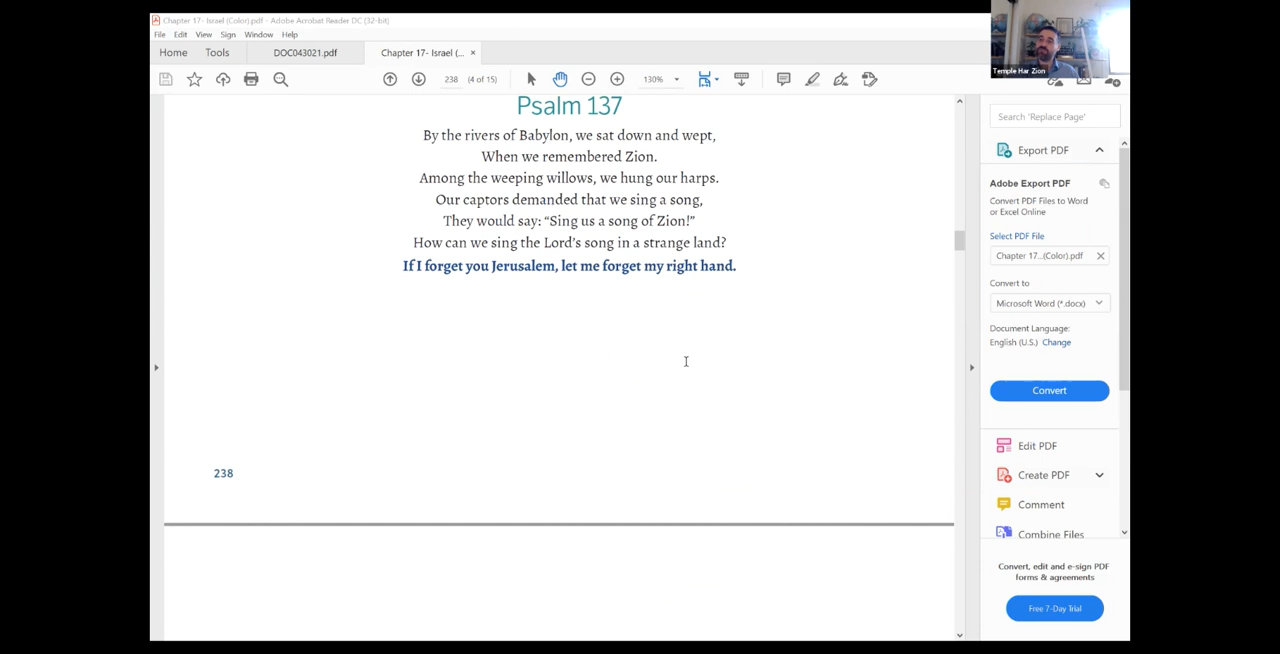 Chapter 17- Israel (Color).pdf - Adobe Acrobat Reader DC (32-bit)
File Edit View Sign Window Help
Home Tools DOC043021.pdf Chapter 17- Israel (... ×
238 (4 of 15) 130%
Temple Har Zion
Psalm 137
By the rivers of Babylon, we sat down and wept,
When we remembered Zion.
Among the weeping willows, we hung our harps.
Our captors demanded that we sing a song,
They would say: “Sing us a song of Zion!”
How can we sing the Lord's song in a strange land?
If I forget you Jerusalem, let me forget my right hand.
238
Search 'Replace Page'
Export PDF
Adobe Export PDF
Convert PDF Files to Word
or Excel Online
Select PDF File
Chapter 17...(Color).pdf
Convert to
Microsoft Word (*.docx)
Document Language:
English (U.S.) Change
Convert
Edit PDF
Create PDF
Comment
Combine Files
Convert, edit and e-sign PDF
forms & agreements
Free 7-Day Trial